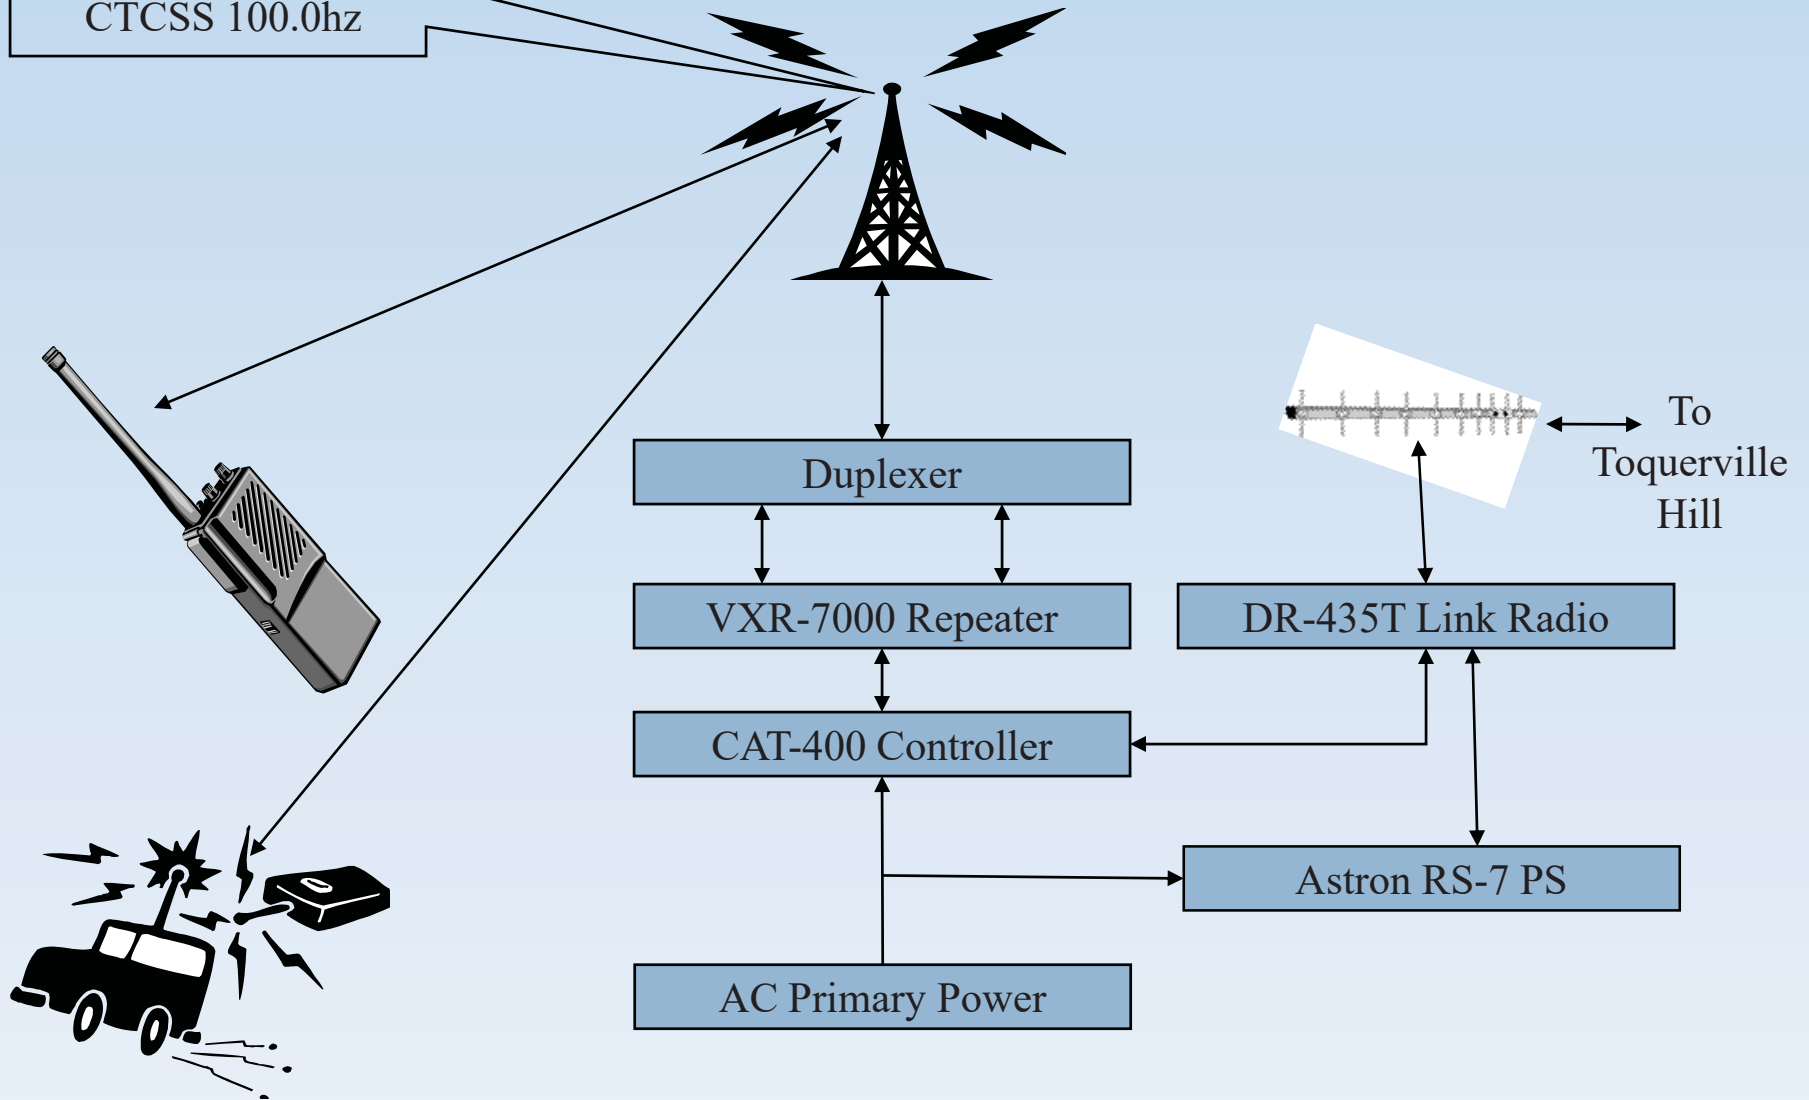 CTCSS 100.0hz
To
Toquerville
Hill
Duplexer
VXR-7000 Repeater
DR-435T Link Radio
CAT-400 Controller
Astron RS-7 PS
AC Primary Power